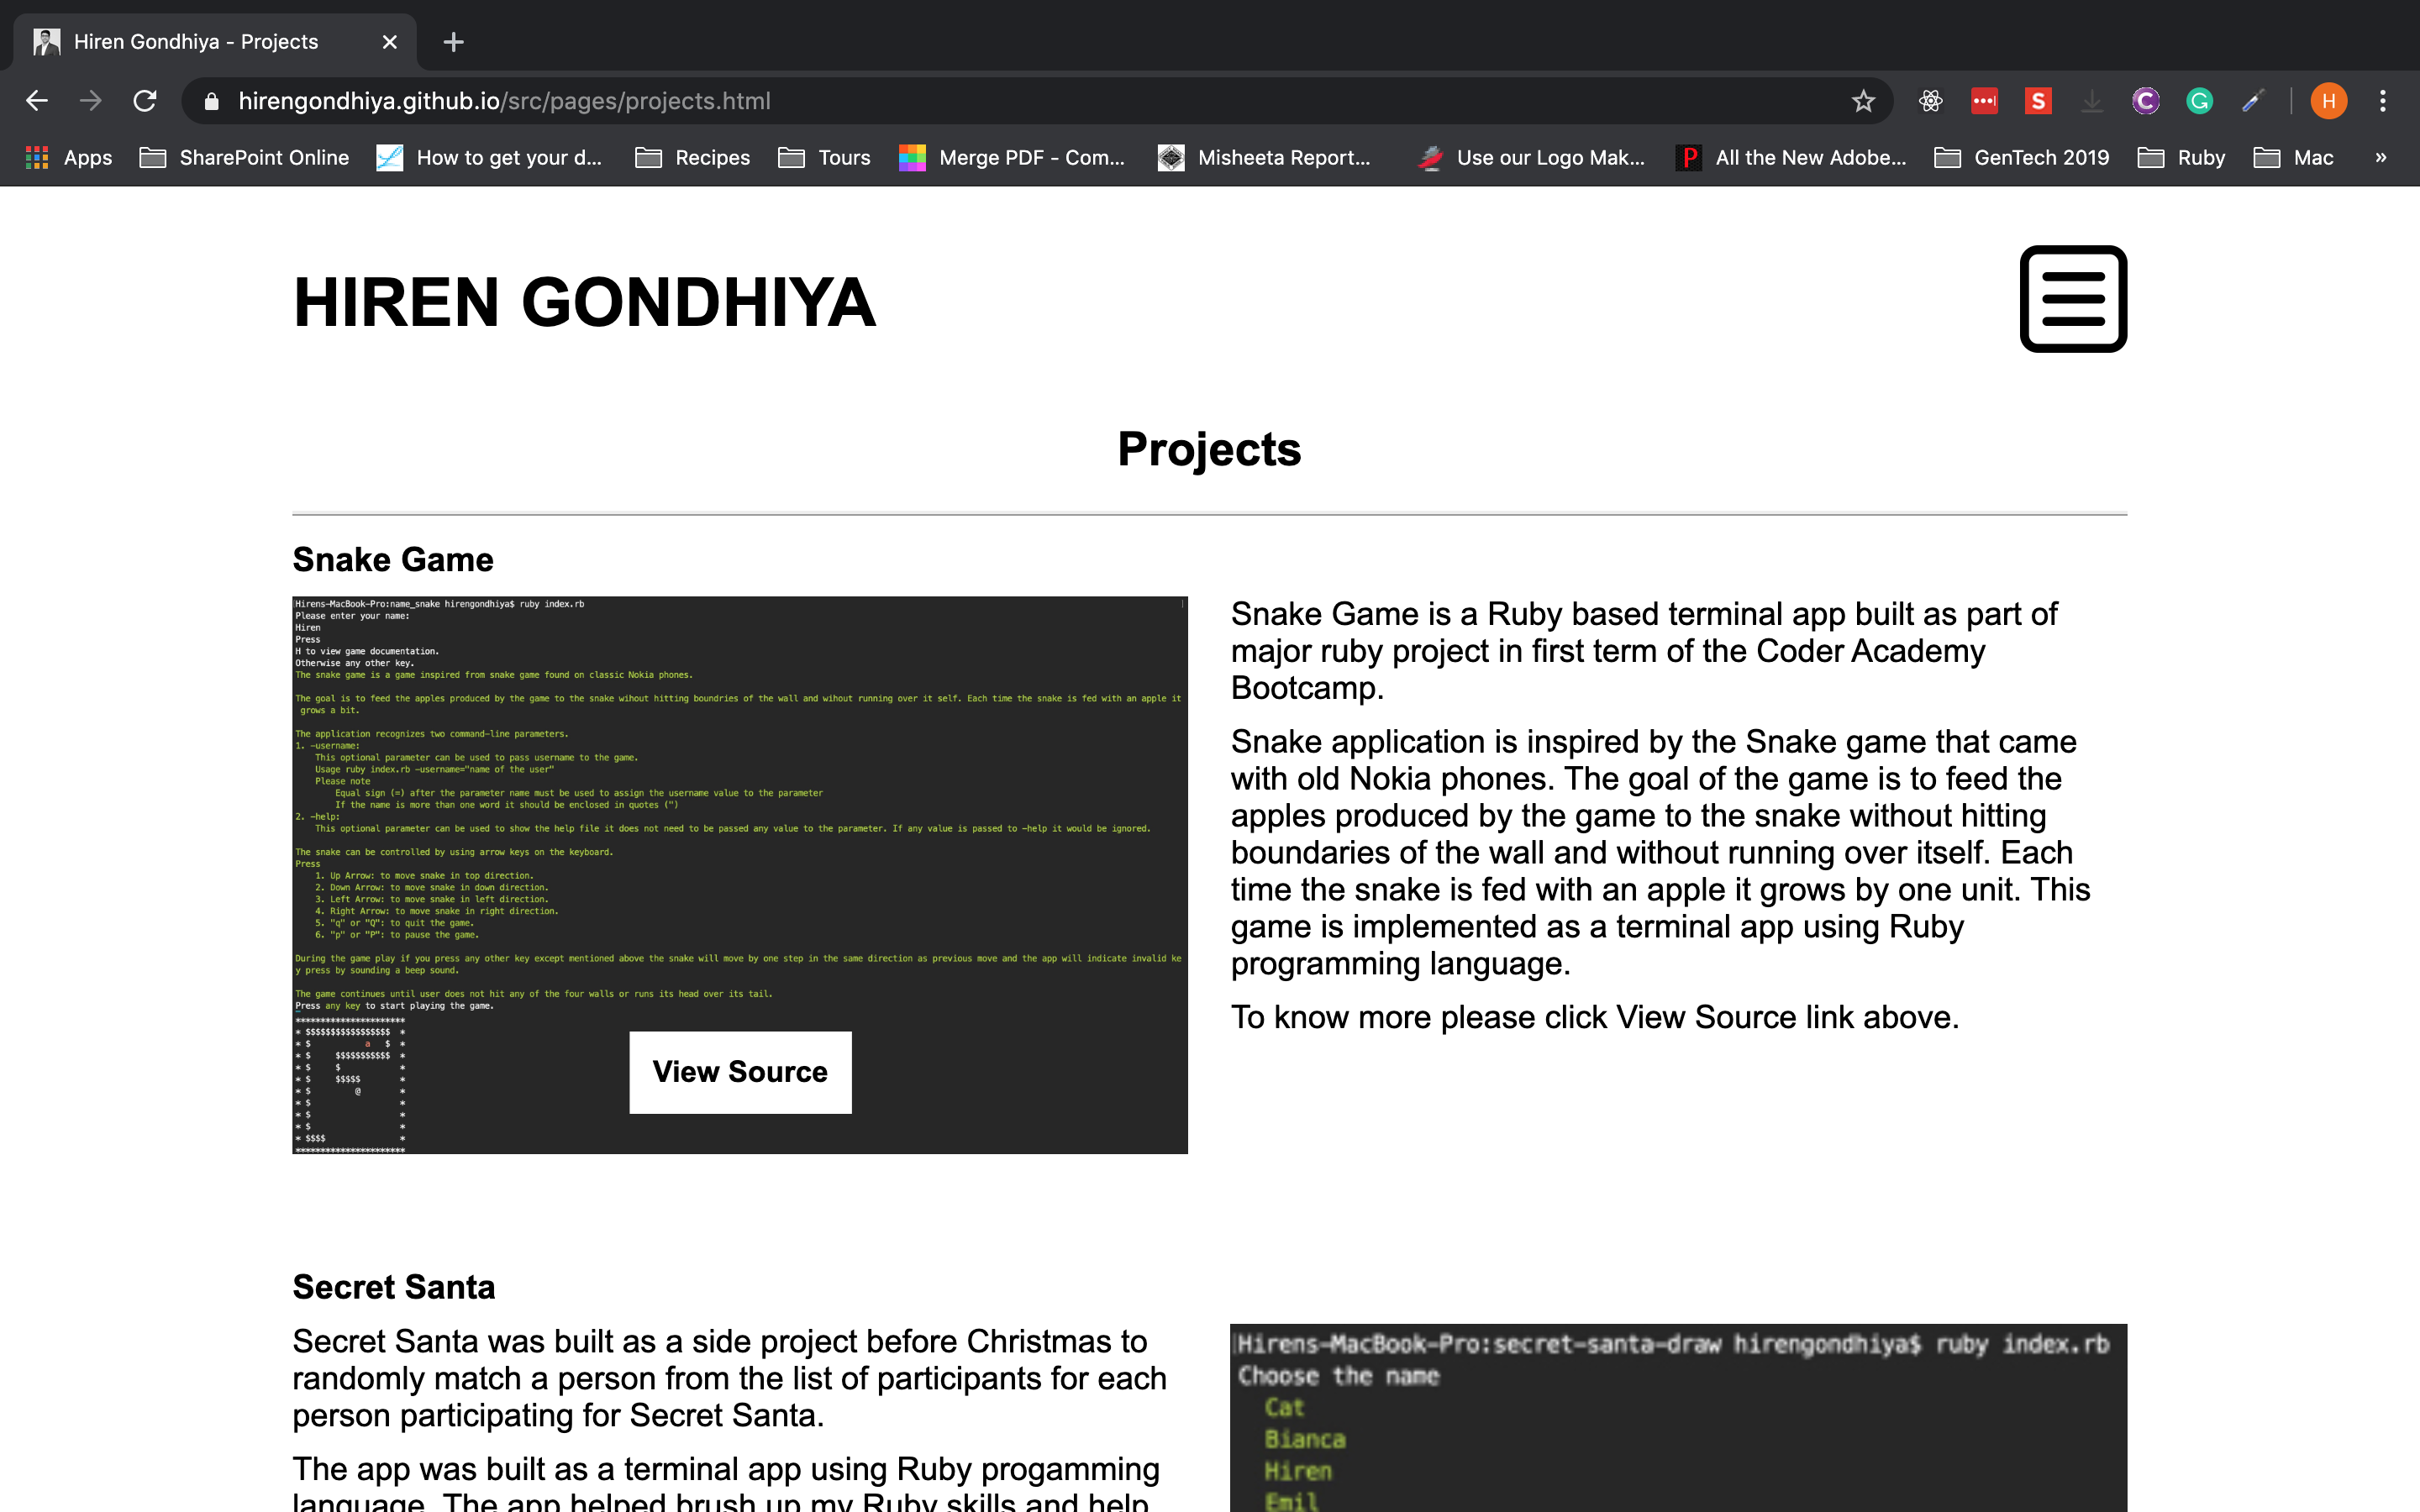 Hiren Gondhiya - Projects
hirengondhiya.github.io/src/pages/projects.html
S
C
G
H
Apps
SharePoint Online
How to get your d...
Recipes
Tours
Merge PDF - Com...
Misheeta Report...
Use our Logo Mak...
P
All the New Adobe...
GenTech 2019
Ruby
Mac
»
HIREN GONDHIYA
Projects
Snake Game
Hirens-MacBook-Pro:name_snake hirengondhiya$ ruby index.rb
Please enter your name:
Hiren
Press
H to view game documentation.
Otherwise any other key.
The snake game is a game inspired from snake game found on classic Nokia phones.
The goal is to feed the apples produced by the game to the snake wihout hitting boundries of the wall and wihout running over it self. Each time the snake is fed with an apple it
grows a bit.
The application recognizes two command-line parameters.
1. -username:
This optional parameter can be used to pass username to the game.
Usage ruby index.rb -username="name of the user"
Please note
Equal sign (=) after the parameter name must be used to assign the username value to the parameter
If the name is more than one word it should be enclosed in quotes (")
2. -help:
This optional parameter can be used to show the help file it does not need to be passed any value to the parameter. If any value is passed to -help it would be ignored.
The snake can be controlled by using arrow keys on the keyboard.
Press
1. Up Arrow: to move snake in top direction.
2. Down Arrow: to move snake in down direction.
3. Left Arrow: to move snake in left direction.
4. Right Arrow: to move snake in right direction.
5. "q" or "Q": to quit the game.
6. "p" or "P": to pause the game.
During the game play if you press any other key except mentioned above the snake will move by one step in the same direction as previous move and the app will indicate invalid ke
y press by sounding a beep sound.
The game continues until user does not hit any of the four walls or runs its head over its tail.
Press any key to start playing the game.
**********************
* $$$$$$$$$$$$$$$$$ *
* $ a $ *
* $ $$$$$$$$$$$ *
* $ $ *
* $ $$$$$ *
* $ @ *
* $ *
* $ *
* $ *
* $$$$ *
**********************
View Source
Snake Game is a Ruby based terminal app built as part of
major ruby project in first term of the Coder Academy
Bootcamp.
Snake application is inspired by the Snake game that came
with old Nokia phones. The goal of the game is to feed the
apples produced by the game to the snake without hitting
boundaries of the wall and without running over itself. Each
time the snake is fed with an apple it grows by one unit. This
game is implemented as a terminal app using Ruby
programming language.
To know more please click View Source link above.
Secret Santa
Secret Santa was built as a side project before Christmas to
randomly match a person from the list of participants for each
person participating for Secret Santa.
The app was built as a terminal app using Ruby progamming
language. The app helped brush up my Ruby skills and help
Hirens-MacBook-Pro:secret-santa-draw hirengondhiya$ ruby index.rb
Choose the name
Cat
Bianca
Hiren
Emil